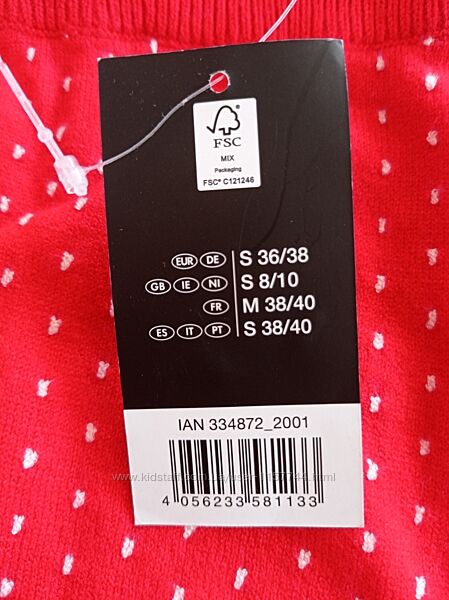 FSC
MIX
Packaging
FSC® C121246
EUR DE S 36/38
GB IE NI S 8/10
FR M 38/40
ES IT PT S 38/40
IAN 334872_2001
4 056233 581133